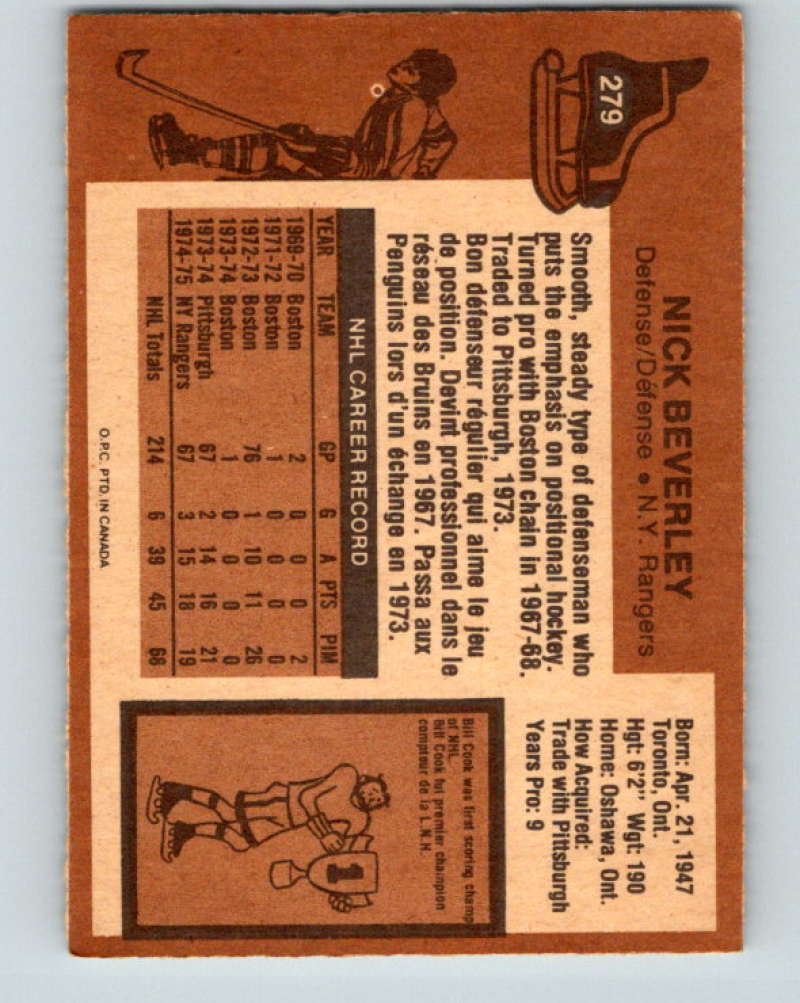 279
NICK BEVERLEY
Defense/Défense • N.Y. Rangers
Born: Apr. 21, 1947
Toronto, Ont.
Hgt: 6'2" Wgt: 190
Home: Oshawa, Ont.
How Acquired:
Trade with Pittsburgh
Years Pro: 9
Smooth, steady type of defenseman who
puts the emphasis on positional hockey.
Turned pro with Boston chain in 1967-68.
Traded to Pittsburgh, 1973.
Bon défenseur régulier qui aime le jeu
de position. Devint professionnel dans le
réseau des Bruins en 1967. Passa aux
Penguins lors d'un échange en 1973.
NHL CAREER RECORD
YEAR TEAM GP G A PTS PIM
1969-70 Boston 2 0 0 0 2
1971-72 Boston 1 0 0 0 0
1972-73 Boston 76 1 10 11 26
1973-74 Boston 1 0 0 0 0
1973-74 Pittsburgh 67 2 14 16 21
1974-75 NY Rangers 67 3 15 18 19
NHL Totals 214 6 39 45 68
Bill Cook was first scoring champ
of NHL.
Bill Cook fut premier champion
compteur de la L.N.H.
1
O.P.C. PTD. IN CANADA